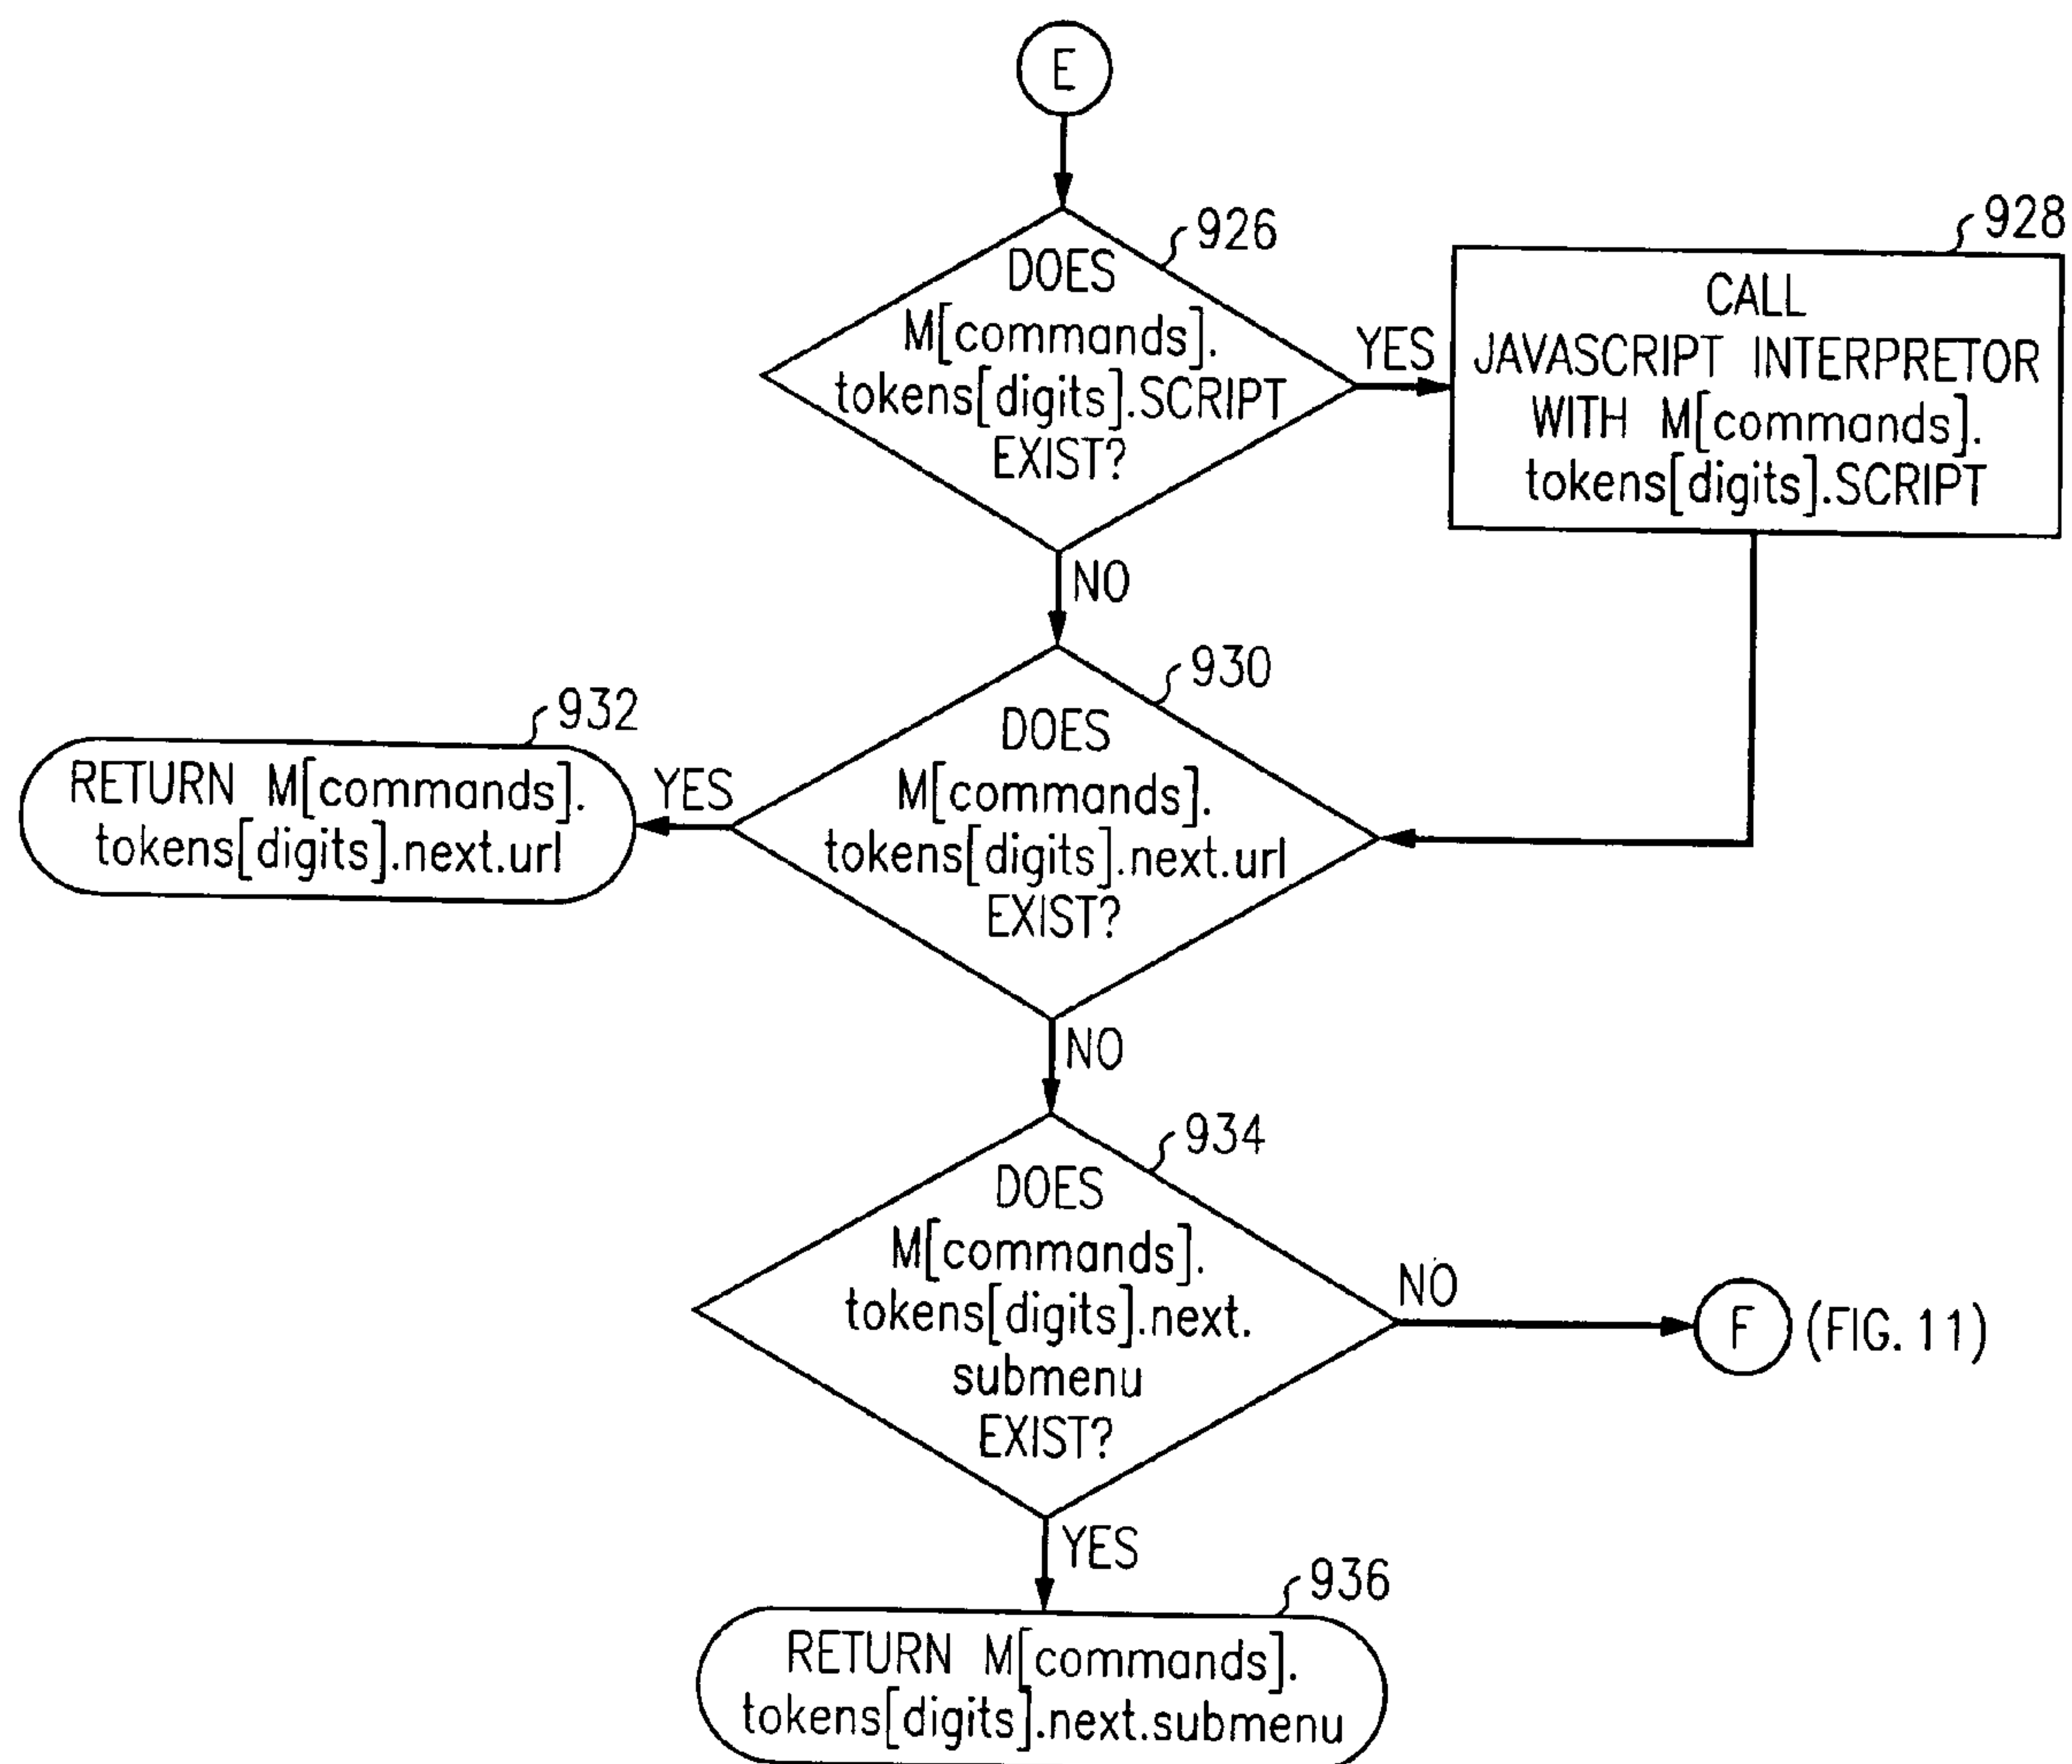 E
926
DOES
M[commands].
tokens[digits].SCRIPT
EXIST?
YES
928
CALL
JAVASCRIPT INTERPRETOR
WITH M[commands].
tokens[digits].SCRIPT
NO
930
DOES
M[commands].
tokens[digits].next.url
EXIST?
YES
932
RETURN M[commands].
tokens[digits].next.url
NO
934
DOES
M[commands].
tokens[digits].next.
submenu
EXIST?
NO
F (FIG. 11)
YES
936
RETURN M[commands].
tokens[digits].next.submenu